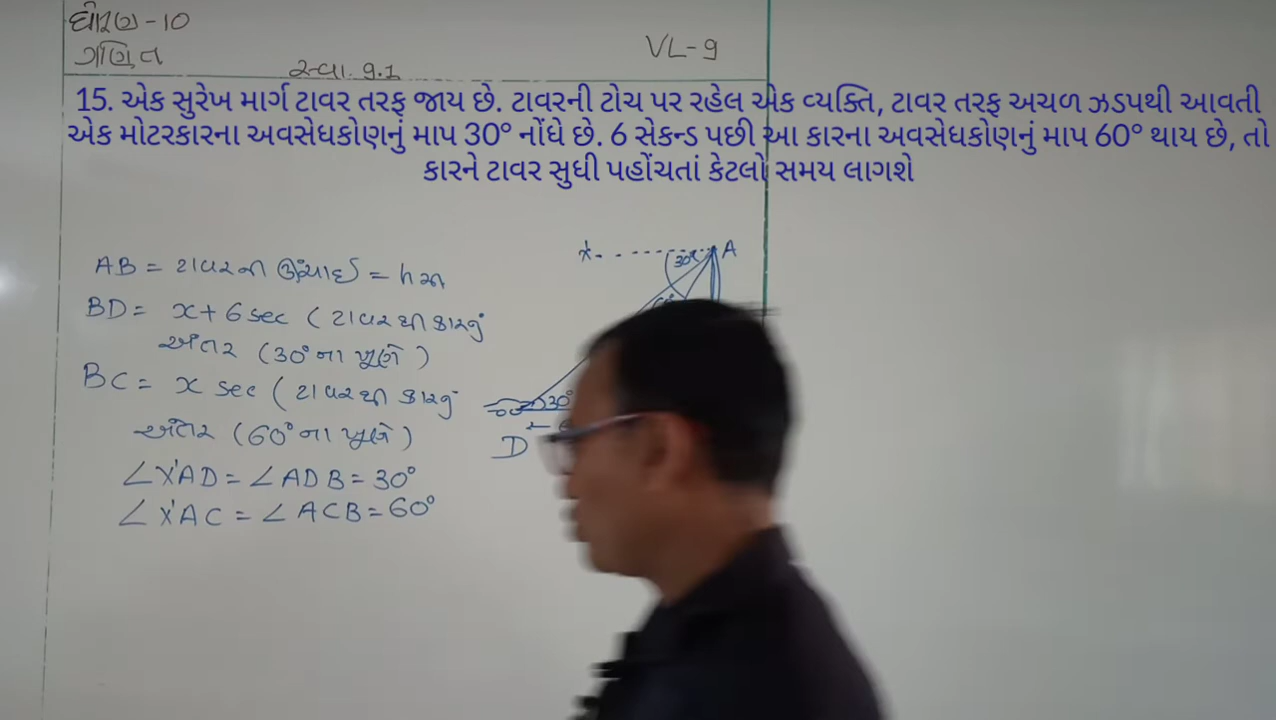 ધોરણ-10
ગણિત
VL-9
સ્વા. 9.1
15. એક સુરેખ માર્ગ ટાવર તરફ જાય છે. ટાવરની ટોચ પર રહેલ એક વ્યક્તિ, ટાવર તરફ અચળ ઝડપથી આવતી
એક મોટરકારના અવસેધકોણનું માપ 30° નોંધે છે. 6 સેકન્ડ પછી આ કારના અવસેધકોણનું માપ 60° થાય છે, તો
કારને ટાવર સુધી પહોંચતાં કેટલો સમય લાગશે
AB = ટાવરની ઊંચાઈ = h મી
BD = x + 6 sec (ટાવરથી કારનું
અંતર (30° ના ખૂણે)
BC = x sec (ટાવરથી કારનું
અંતર (60° ના ખૂણે)
∠X'AD = ∠ADB = 30°
∠X'AC = ∠ACB = 60°
A
30°
30°
D